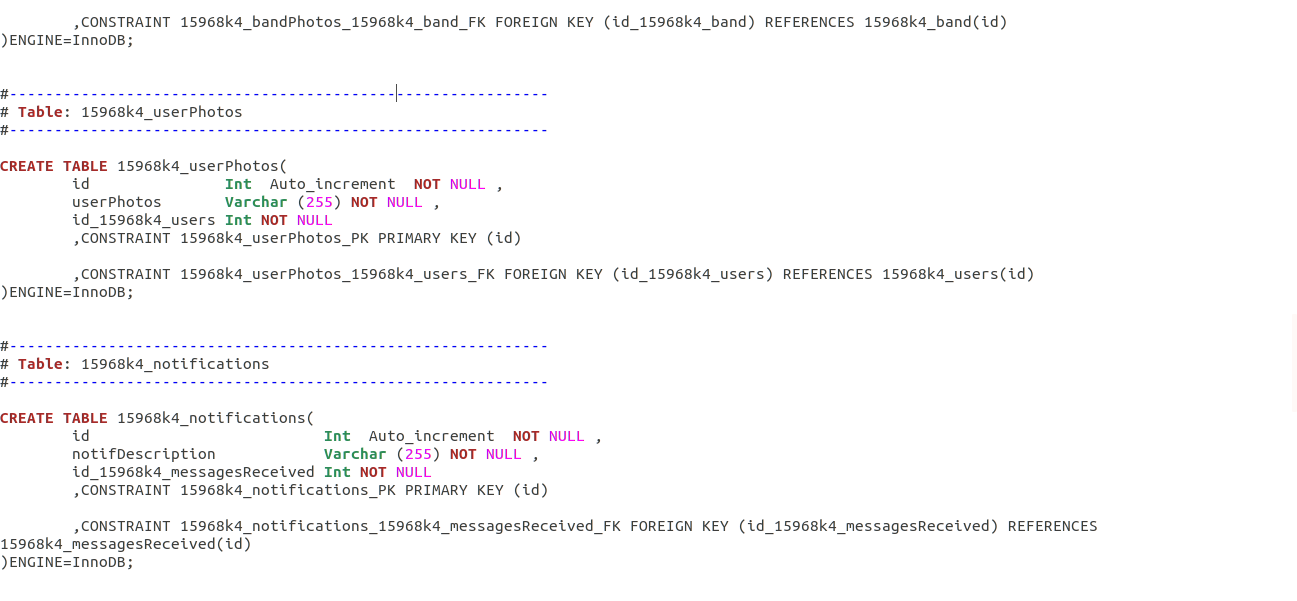 ,CONSTRAINT 15968k4_bandPhotos_15968k4_band_FK FOREIGN KEY (id_15968k4_band) REFERENCES 15968k4_band(id)
)ENGINE=InnoDB;
#------------------------------------------------------------
# Table: 15968k4_userPhotos
#------------------------------------------------------------
CREATE TABLE 15968k4_userPhotos(
id Int Auto_increment NOT NULL ,
userPhotos Varchar (255) NOT NULL ,
id_15968k4_users Int NOT NULL
,CONSTRAINT 15968k4_userPhotos_PK PRIMARY KEY (id)
,CONSTRAINT 15968k4_userPhotos_15968k4_users_FK FOREIGN KEY (id_15968k4_users) REFERENCES 15968k4_users(id)
)ENGINE=InnoDB;
#------------------------------------------------------------
# Table: 15968k4_notifications
#------------------------------------------------------------
CREATE TABLE 15968k4_notifications(
id Int Auto_increment NOT NULL ,
notifDescription Varchar (255) NOT NULL ,
id_15968k4_messagesReceived Int NOT NULL
,CONSTRAINT 15968k4_notifications_PK PRIMARY KEY (id)
,CONSTRAINT 15968k4_notifications_15968k4_messagesReceived_FK FOREIGN KEY (id_15968k4_messagesReceived) REFERENCES
15968k4_messagesReceived(id)
)ENGINE=InnoDB;